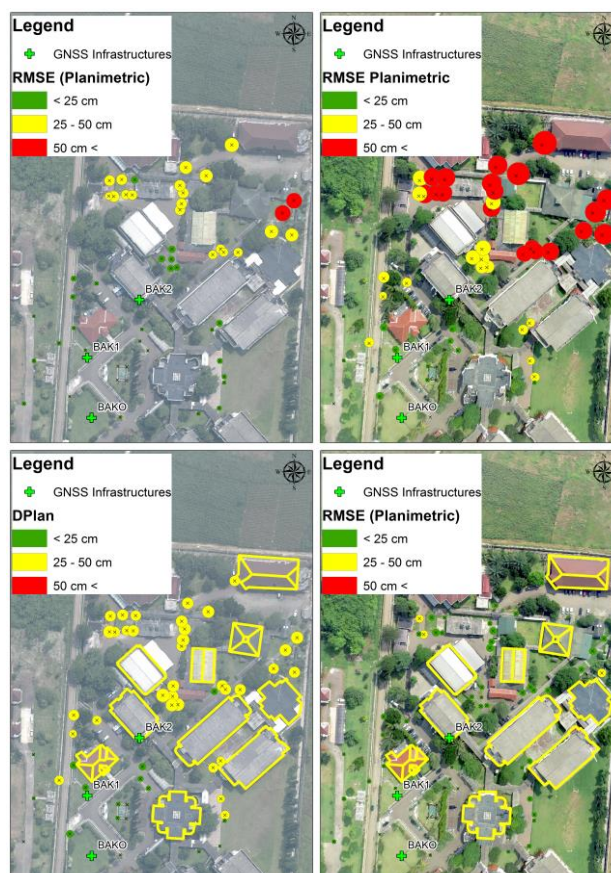 Legend
GNSS Infrastructures
RMSE (Planimetric)
< 25 cm
25 - 50 cm
50 cm <
N
BAK2
BAK1
BAKO
Legend
GNSS Infrastructures
RMSE Planimetric
< 25 cm
25 - 50 cm
50 cm <
N
BAK2
BAK1
BAKO
Legend
GNSS Infrastructures
DPlan
< 25 cm
25 - 50 cm
50 cm <
N
BAK2
BAK1
BAKO
Legend
GNSS Infrastructures
RMSE (Planimetric)
< 25 cm
25 - 50 cm
50 cm <
N
BAK2
BAK1
BAKO